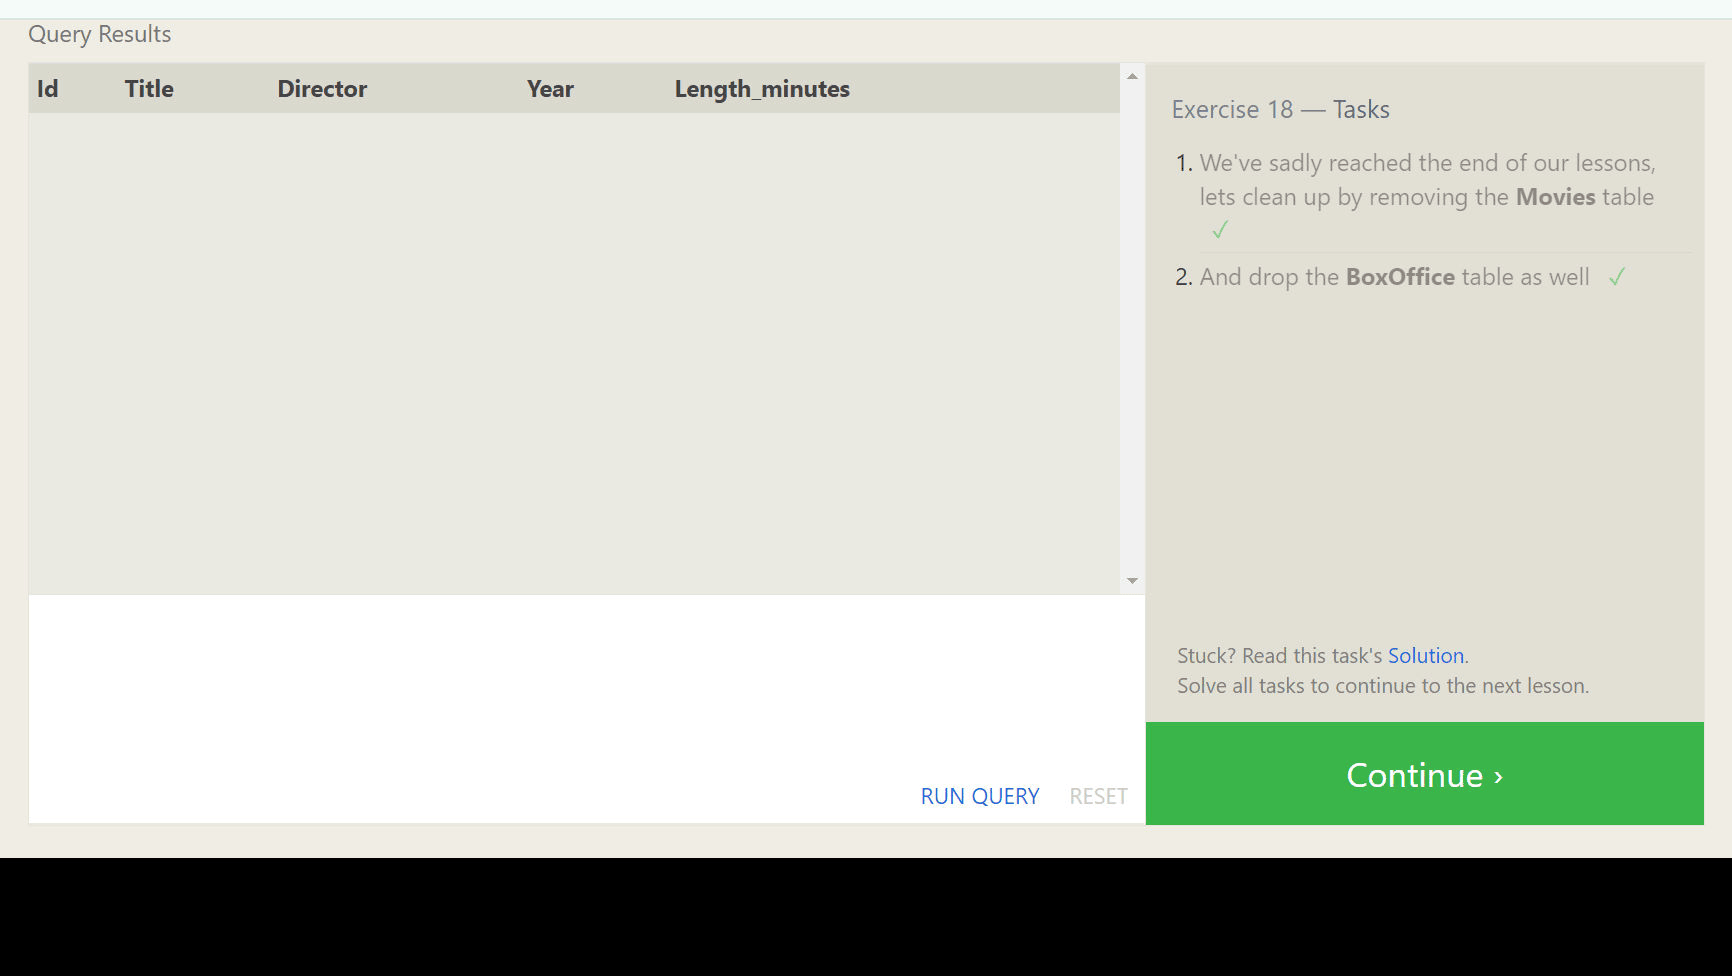 Query Results
Id Title Director Year Length_minutes
Exercise 18 — Tasks
1. We've sadly reached the end of our lessons,
lets clean up by removing the Movies table
✓
2. And drop the BoxOffice table as well ✓
Stuck? Read this task's Solution.
Solve all tasks to continue to the next lesson.
RUN QUERY RESET
Continue ›